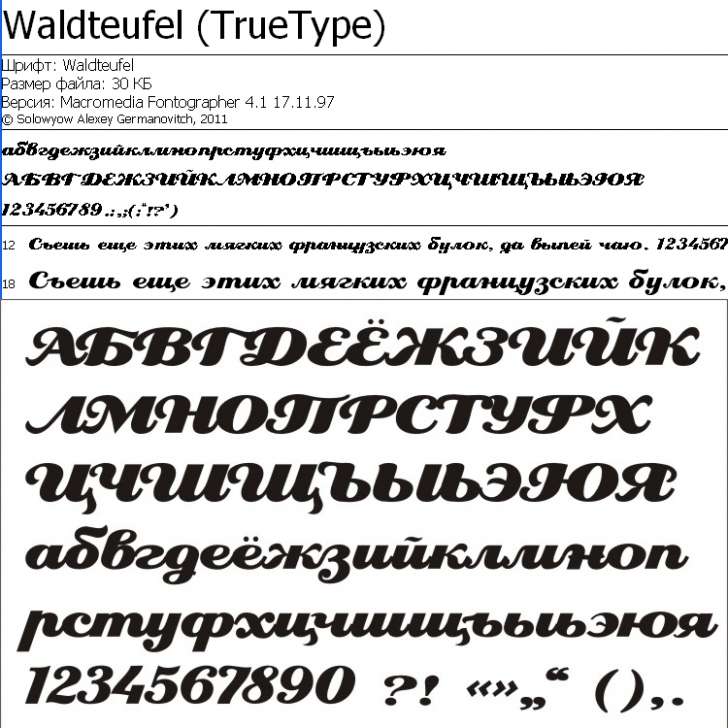 Waldteufel (TrueType)
Шрифт: Waldteufel
Размер файла: 30 КБ
Версия: Macromedia Fontographer 4.1 17.11.97
© Solowyow Alexey Germanovitch, 2011
абвгдежзийклмнопрстуфхцчшщъыьэюя
АБВГДЕЖЗИЙКЛМНОПРСТУФХЦЧШЩЪЫЬЭЮЯ
123456789.:,;(:"!?")
12 Съешь еще этих мягких французских булок, да выпей чаю. 1234567
18 Съешь еще этих мягких французских булок,
АБВГДЕЁЖЗИЙК
ЛМНОПРСТУФХ
ЦЧШЩЪЫЬЭЮЯ
абвгдеёжзийклмноп
рстуфхцчшщъыьэюя
1234567890 ?! «»„“ (),.